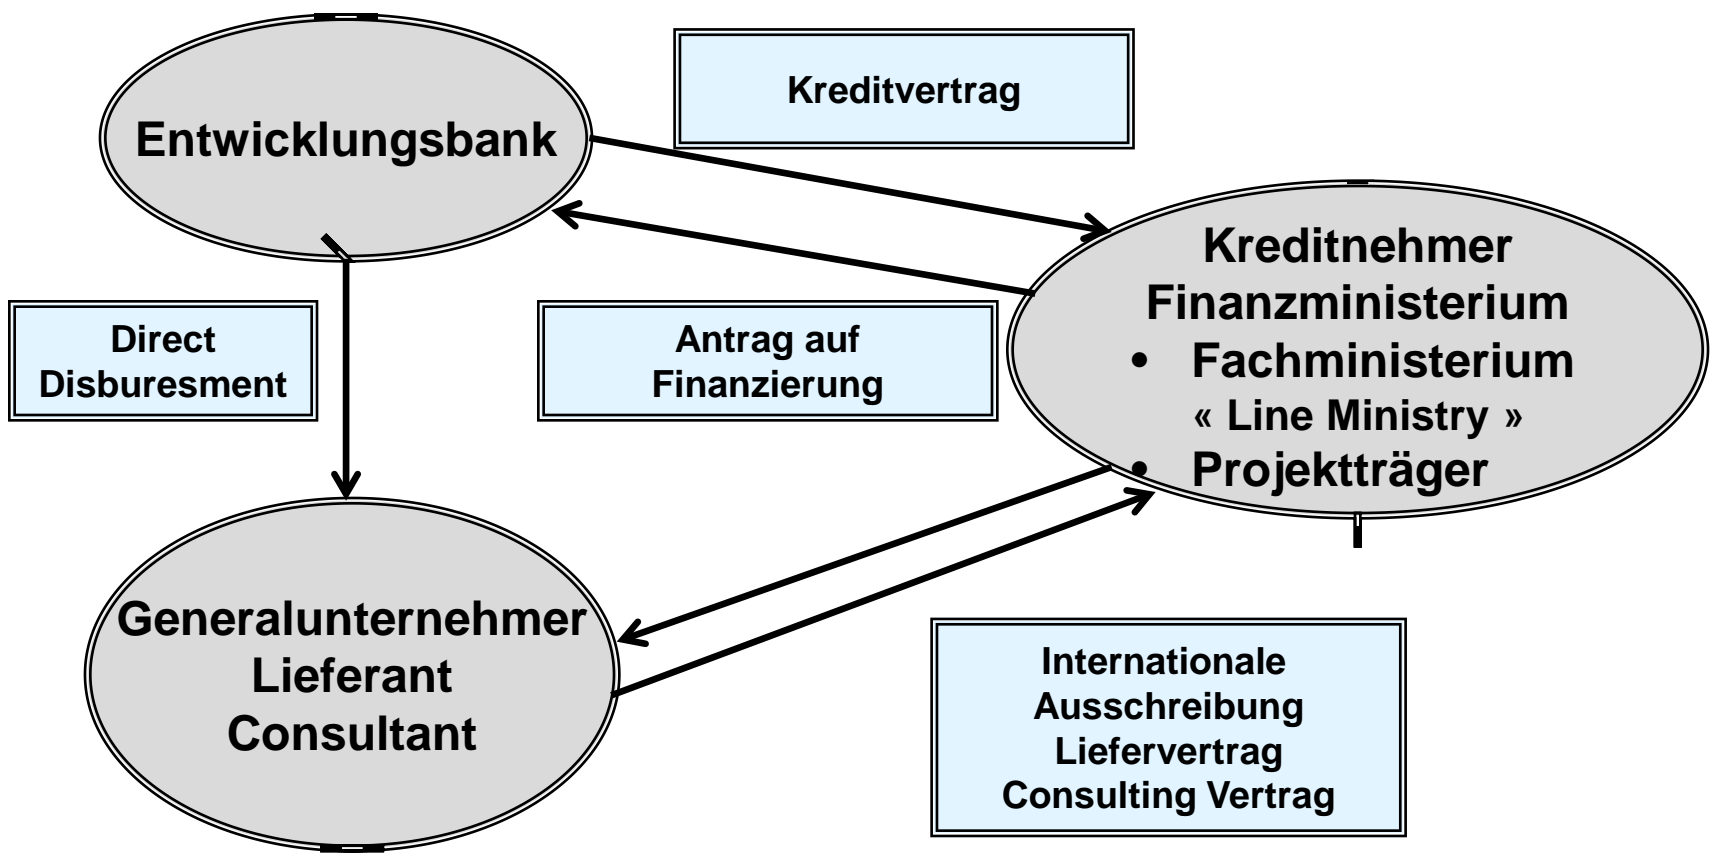 Kreditvertrag
Entwicklungsbank
Kreditnehmer
Finanzministerium
• Fachministerium
« Line Ministry »
• Projektträger
Direct
Disburesment
Antrag auf
Finanzierung
Generalunternehmer
Lieferant
Consultant
Internationale
Ausschreibung
Liefervertrag
Consulting Vertrag